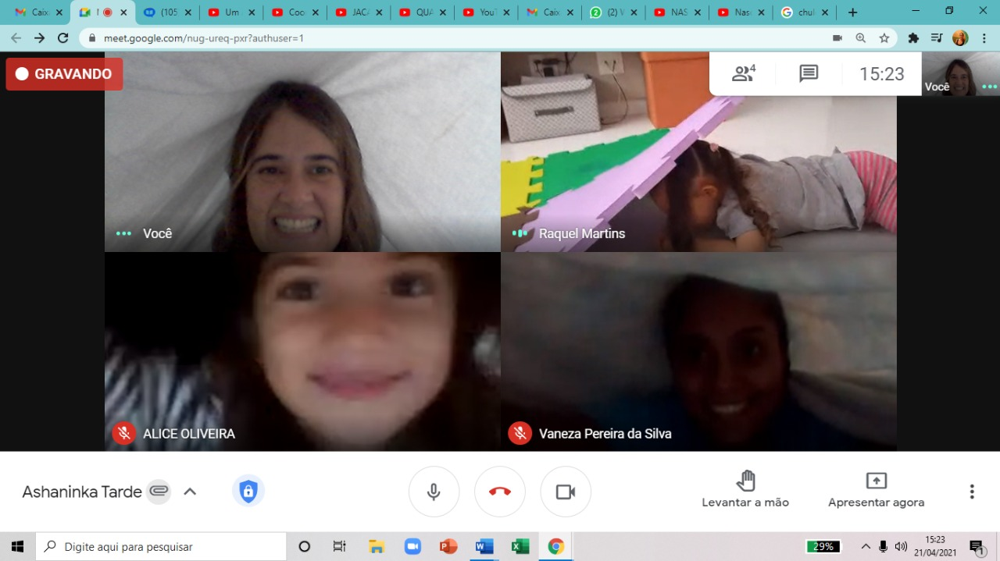 Caix
(105
Um
Coo
JAC
QUA
YouT
Caix
(2) W
NAS
Nas
chul
meet.google.com/nug-ureq-pxr?authuser=1
GRAVANDO
4
15:23
Você
Você
Raquel Martins
ALICE OLIVEIRA
Vaneza Pereira da Silva
Ashaninka Tarde
Levantar a mão
Apresentar agora
Digite aqui para pesquisar
29%
15:23
21/04/2021
1